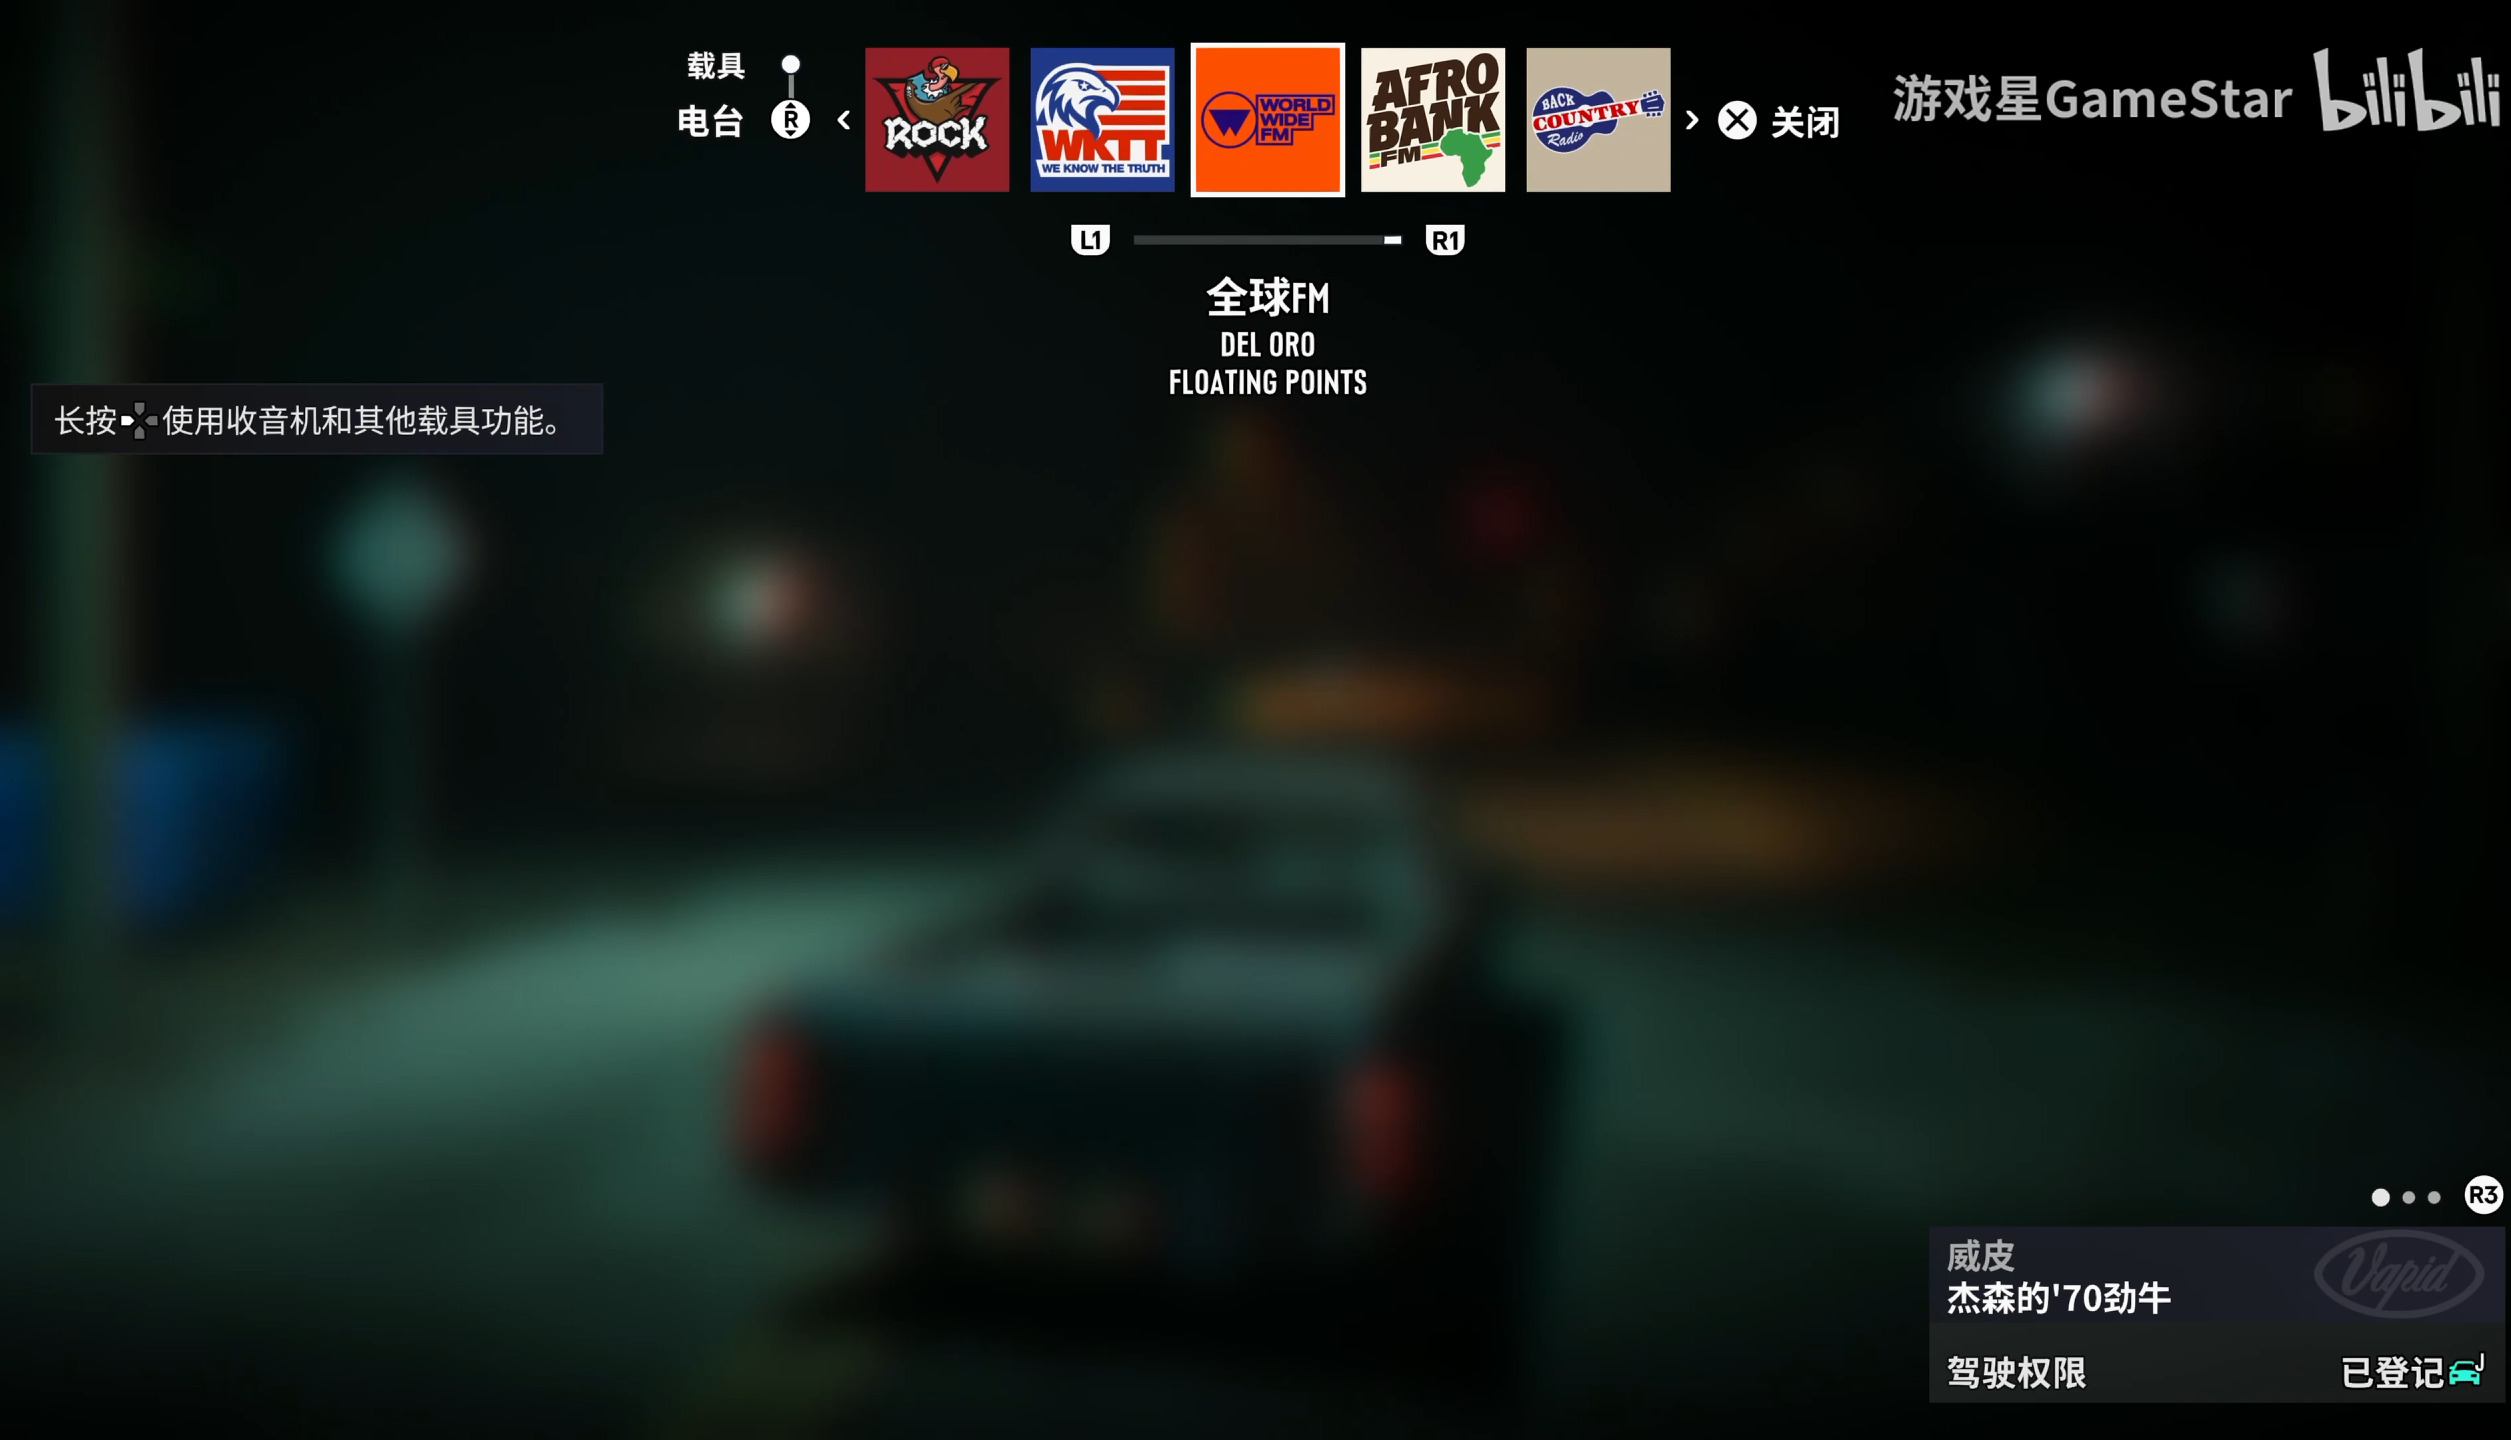 载具
电台
R
ROCK
WKTT
WE KNOW THE TRUTH
WORLD
WIDE
FM
AFRO
BANK
FM
BACK
COUNTRY
Radio
关闭
游戏星GameStar bilibili
L1
R1
全球FM
DEL ORO
FLOATING POINTS
长按使用收音机和其他载具功能。
R3
威皮
Vapid
杰森的'70劲牛
驾驶权限
已登记
J